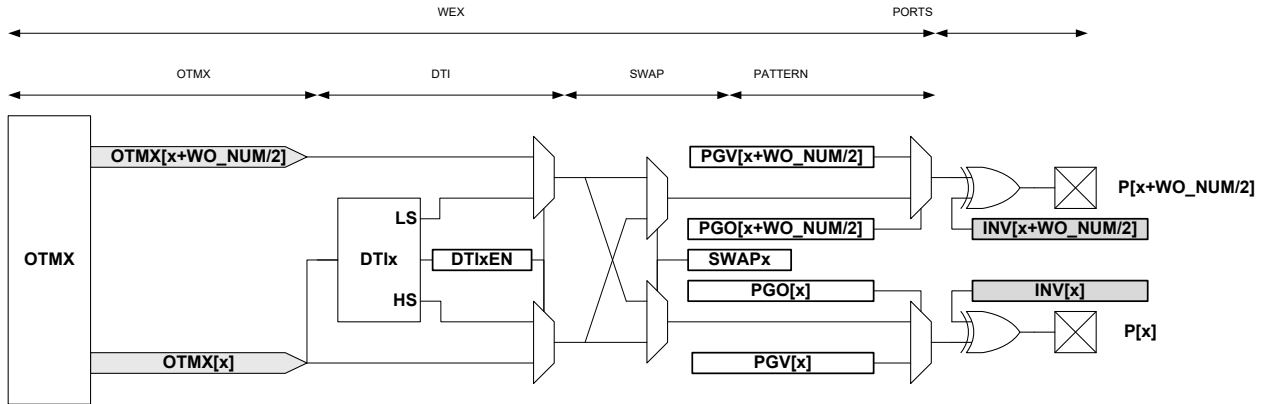 WEX
PORTS
OTMX
DTI
SWAP
PATTERN
OTMX[x+WO_NUM/2]
PGV[x+WO_NUM/2]
P[x+WO_NUM/2]
LS
PGO[x+WO_NUM/2]
INV[x+WO_NUM/2]
OTMX
DTIx
DTIxEN
SWAPx
HS
PGO[x]
INV[x]
P[x]
OTMX[x]
PGV[x]